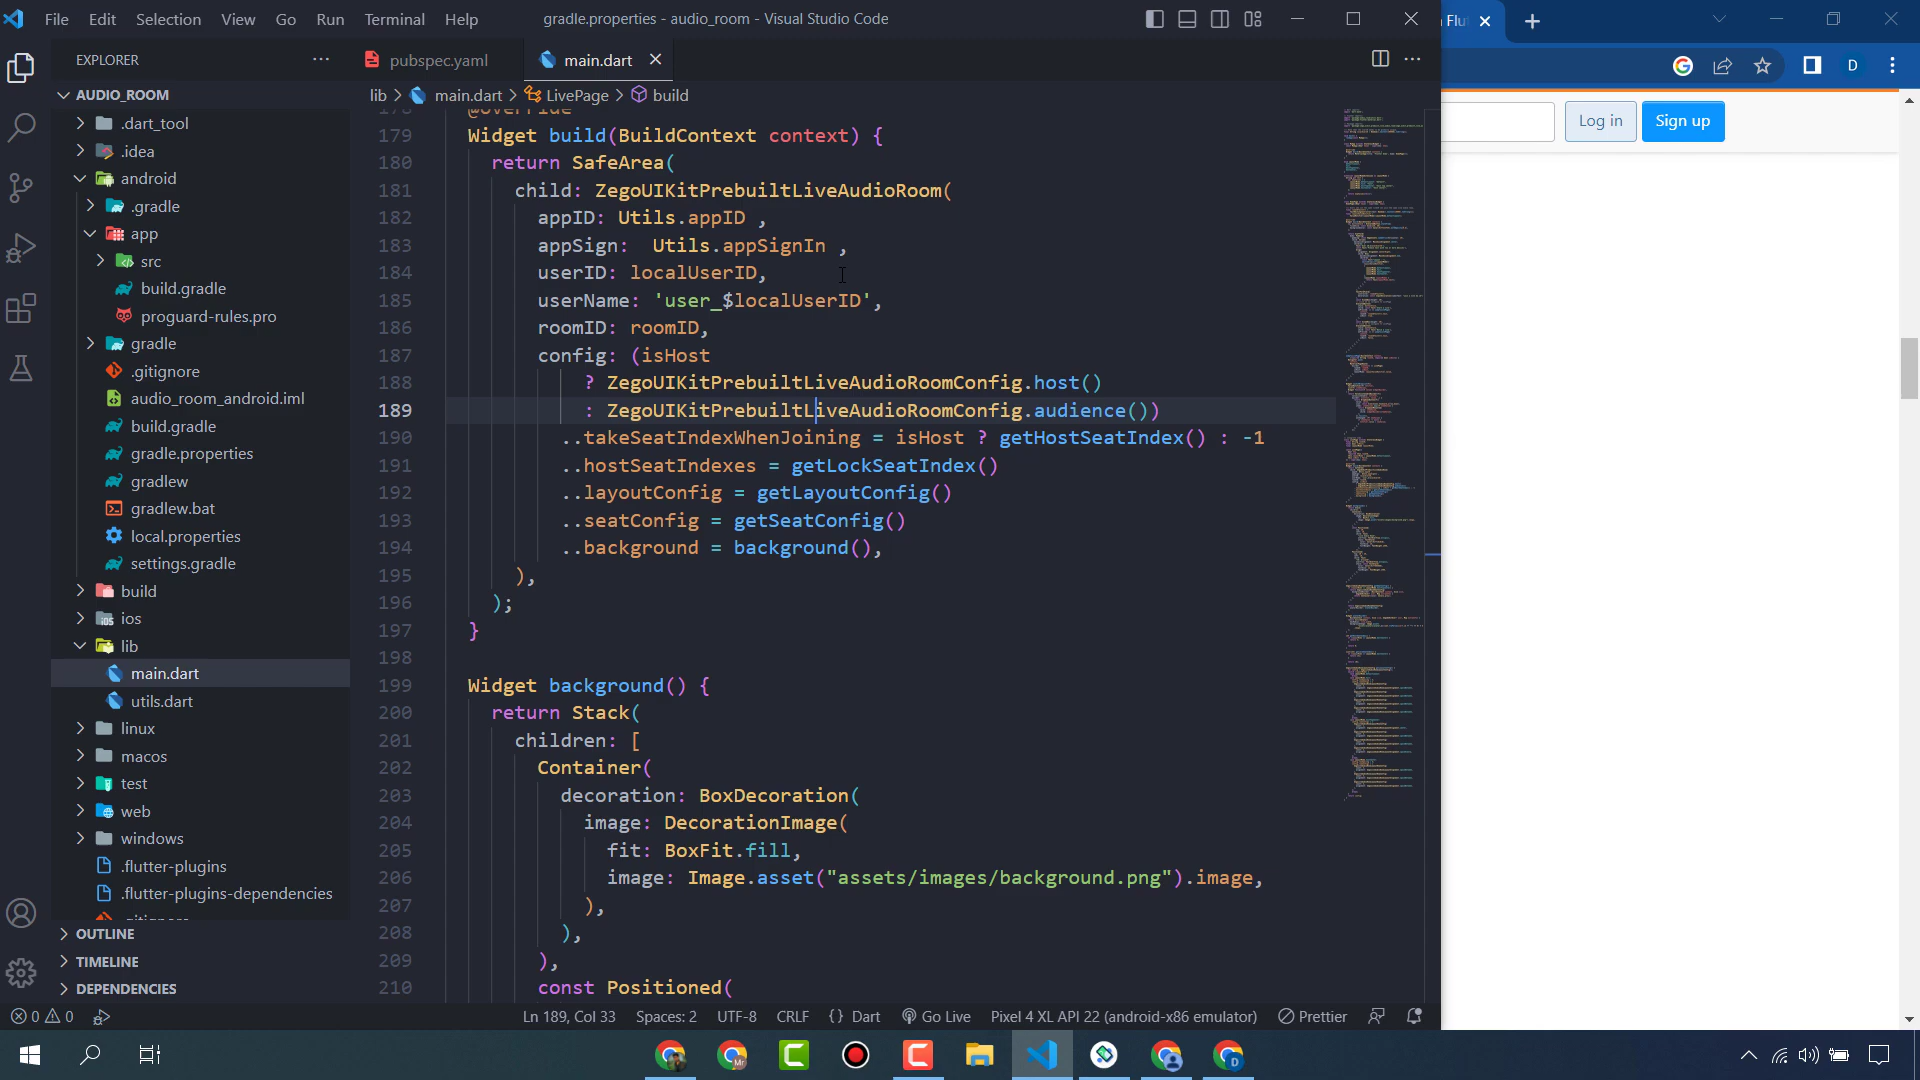 File Edit Selection View Go Run Terminal Help
gradle.properties - audio_room - Visual Studio Code
EXPLORER
AUDIO_ROOM
.dart_tool
.idea
android
.gradle
app
src
build.gradle
proguard-rules.pro
gradle
.gitignore
audio_room_android.iml
build.gradle
gradle.properties
gradlew
gradlew.bat
local.properties
settings.gradle
build
ios
lib
main.dart
utils.dart
linux
macos
test
web
windows
.flutter-plugins
.flutter-plugins-dependencies
.gitignore
OUTLINE
TIMELINE
DEPENDENCIES
pubspec.yaml main.dart
lib > main.dart > LivePage > build
@override
179 Widget build(BuildContext context) {
180 return SafeArea(
181 child: ZegoUIKitPrebuiltLiveAudioRoom(
182 appID: Utils.appID ,
183 appSign:  Utils.appSignIn ,
184 userID: localUserID,
185 userName: 'user_$localUserID',
186 roomID: roomID,
187 config: (isHost
188 ? ZegoUIKitPrebuiltLiveAudioRoomConfig.host()
189 : ZegoUIKitPrebuiltLiveAudioRoomConfig.audience())
190 ..takeSeatIndexWhenJoining = isHost ? getHostSeatIndex() : -1
191 ..hostSeatIndexes = getLockSeatIndex()
192 ..layoutConfig = getLayoutConfig()
193 ..seatConfig = getSeatConfig()
194 ..background = background(),
195 ),
196 );
197 }
198
199 Widget background() {
200 return Stack(
201 children: [
202 Container(
203 decoration: BoxDecoration(
204 image: DecorationImage(
205 fit: BoxFit.fill,
206 image: Image.asset("assets/images/background.png").image,
207 ),
208 ),
209 ),
210 const Positioned(
0 0 Ln 189, Col 33 Spaces: 2 UTF-8 CRLF {} Dart Go Live Pixel 4 XL API 22 (android-x86 emulator) Prettier
Flu
D
Log in Sign up
Mr
D